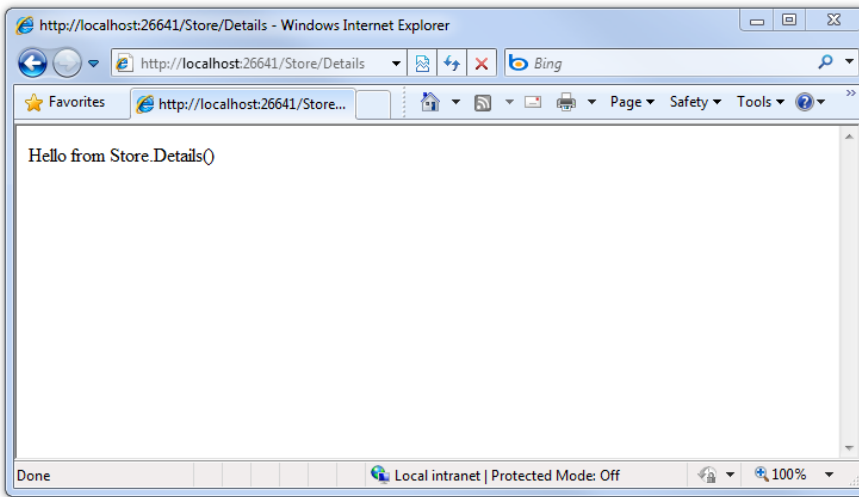 http://localhost:26641/Store/Details - Windows Internet Explorer
http://localhost:26641/Store/Details Bing
Favorites http://localhost:26641/Store... Page Safety Tools
Hello from Store.Details()
Done Local intranet | Protected Mode: Off 100%